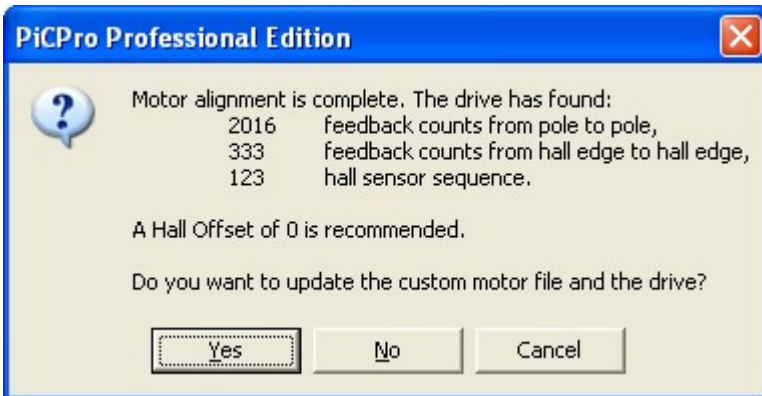 PiCPro Professional Edition
Motor alignment is complete. The drive has found:
2016 feedback counts from pole to pole,
333 feedback counts from hall edge to hall edge,
123 hall sensor sequence.
A Hall Offset of 0 is recommended.
Do you want to update the custom motor file and the drive?
Yes No Cancel